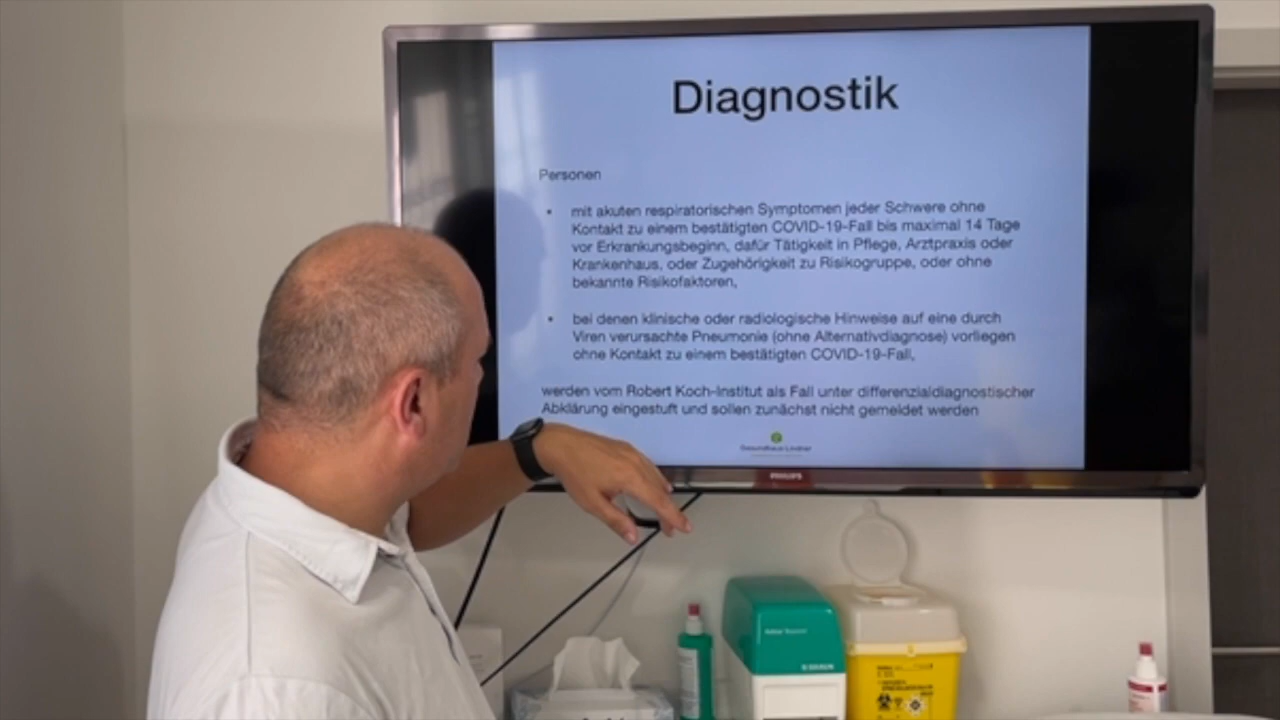 Diagnostik
Personen
• mit akuten respiratorischen Symptomen jeder Schwere ohne
Kontakt zu einem bestätigten COVID-19-Fall bis maximal 14 Tage
vor Erkrankungsbeginn, dafür Tätigkeit in Pflege, Arztpraxis oder
Krankenhaus, oder Zugehörigkeit zu Risikogruppe, oder ohne
bekannte Risikofaktoren,
• bei denen klinische oder radiologische Hinweise auf eine durch
Viren verursachte Pneumonie (ohne Alternativdiagnose) vorliegen
ohne Kontakt zu einem bestätigten COVID-19-Fall,
werden vom Robert Koch-Institut als Fall unter differenzialdiagnostischer
Abklärung eingestuft und sollen zunächst nicht gemeldet werden
Gesundhaus Lindner
PHILIPS
B BRAUN